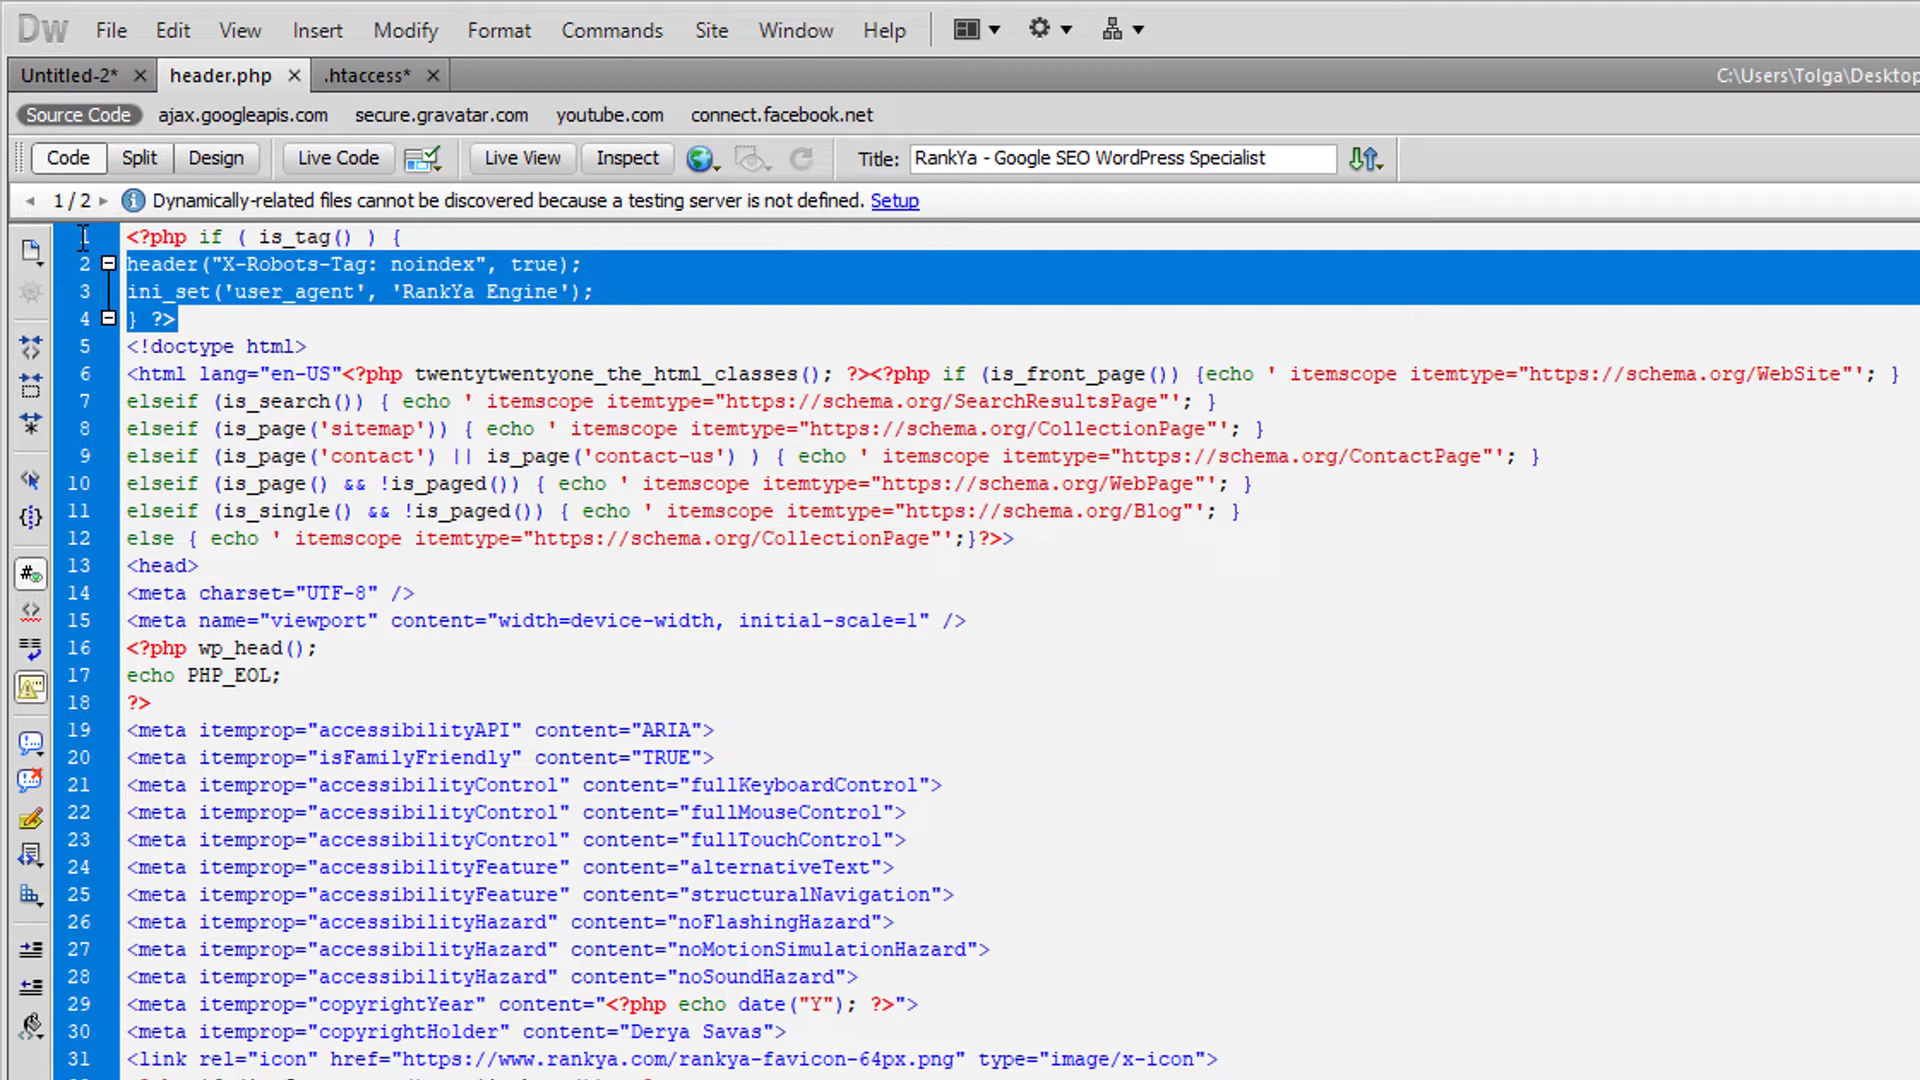 Dw File Edit View Insert Modify Format Commands Site Window Help
Untitled-2* header.php .htaccess* C:\Users\Tolga\Desktop
Source Code ajax.googleapis.com secure.gravatar.com youtube.com connect.facebook.net
Code Split Design Live Code Live View Inspect Title: RankYa - Google SEO WordPress Specialist
1 / 2 Dynamically-related files cannot be discovered because a testing server is not defined. Setup
1 <?php if ( is_tag() ) {
2 header("X-Robots-Tag: noindex", true);
3 ini_set('user_agent', 'RankYa Engine');
4 } ?>
5 <!doctype html>
6 <html lang="en-US"<?php twentytwentyone_the_html_classes(); ?><?php if (is_front_page()) {echo ' itemscope itemtype="https://schema.org/WebSite"'; }
7 elseif (is_search()) { echo ' itemscope itemtype="https://schema.org/SearchResultsPage"'; }
8 elseif (is_page('sitemap')) { echo ' itemscope itemtype="https://schema.org/CollectionPage"'; }
9 elseif (is_page('contact') || is_page('contact-us') ) { echo ' itemscope itemtype="https://schema.org/ContactPage"'; }
10 elseif (is_page() && !is_paged()) { echo ' itemscope itemtype="https://schema.org/WebPage"'; }
11 elseif (is_single() && !is_paged()) { echo ' itemscope itemtype="https://schema.org/Blog"'; }
12 else { echo ' itemscope itemtype="https://schema.org/CollectionPage"';}?>>
13 <head>
14 <meta charset="UTF-8" />
15 <meta name="viewport" content="width=device-width, initial-scale=1" />
16 <?php wp_head();
17 echo PHP_EOL;
18 ?>
19 <meta itemprop="accessibilityAPI" content="ARIA">
20 <meta itemprop="isFamilyFriendly" content="TRUE">
21 <meta itemprop="accessibilityControl" content="fullKeyboardControl">
22 <meta itemprop="accessibilityControl" content="fullMouseControl">
23 <meta itemprop="accessibilityControl" content="fullTouchControl">
24 <meta itemprop="accessibilityFeature" content="alternativeText">
25 <meta itemprop="accessibilityFeature" content="structuralNavigation">
26 <meta itemprop="accessibilityHazard" content="noFlashingHazard">
27 <meta itemprop="accessibilityHazard" content="noMotionSimulationHazard">
28 <meta itemprop="accessibilityHazard" content="noSoundHazard">
29 <meta itemprop="copyrightYear" content="<?php echo date("Y"); ?>">
30 <meta itemprop="copyrightHolder" content="Derya Savas">
31 <link rel="icon" href="https://www.rankya.com/rankya-favicon-64px.png" type="image/x-icon">